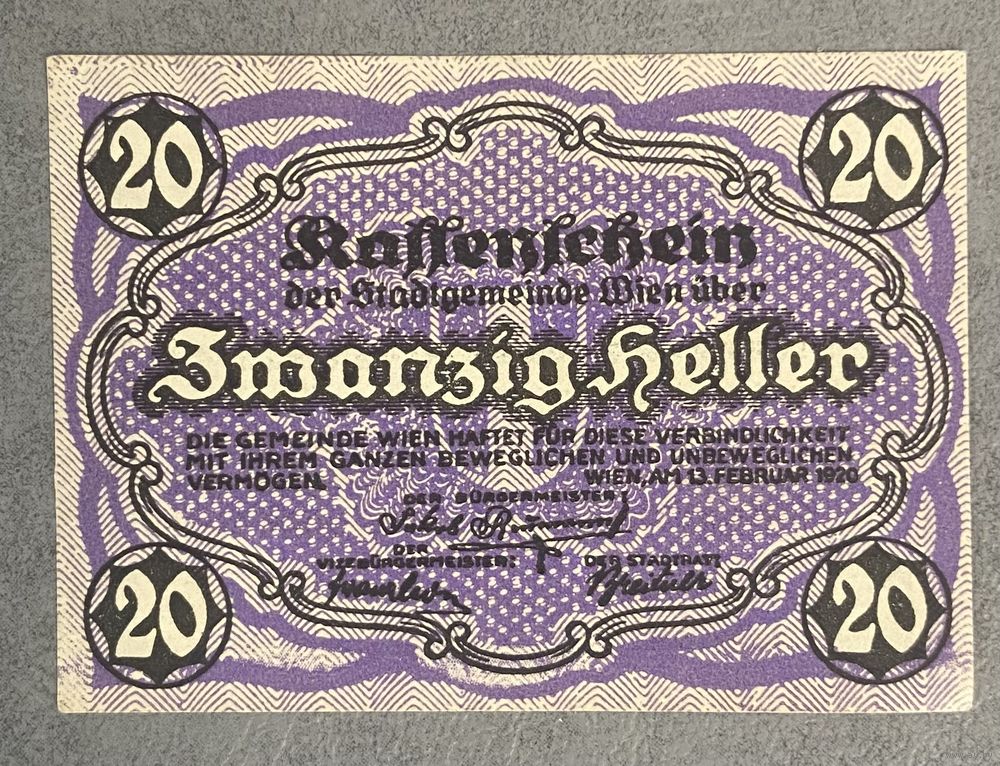 20 20
Kassenschein
der Stadtgemeinde Wien über
Zwanzig Heller
DIE GEMEINDE WIEN HAFTET FÜR DIESE VERBINDLICHKEIT
MIT IHREM GANZEN BEWEGLICHEN UND UNBEWEGLICHEN
VERMÖGEN. WIEN, AM 13. FEBRUAR 1920
DER BÜRGERMEISTER:
DER
VIZEBÜRGERMEISTER: DER STADTRAT:
20 20